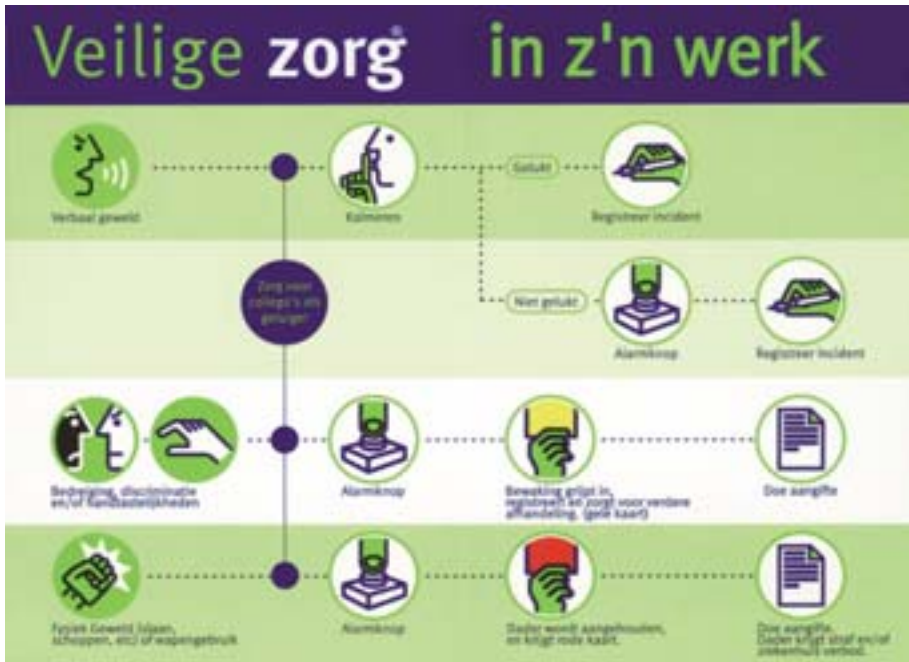 Veilige zorg® in z'n werk
Verbaal geweld
Kalmeren
Gelukt
Registreer incident
Zorg voor
collega's als
getuige!
Niet gelukt
Alarmknop
Registreer incident
Bedreiging, discriminatie
en/of handtastelijkheden
Alarmknop
Bewaking grijpt in,
registreert en zorgt voor verdere
afhandeling. (gele kaart)
Doe aangifte
Fysiek Geweld (slaan,
schoppen, etc) of wapengebruik
Alarmknop
Dader wordt aangehouden,
en krijgt rode kaart.
Doe aangifte.
Dader krijgt straf en/of
ziekenhuis verbod.